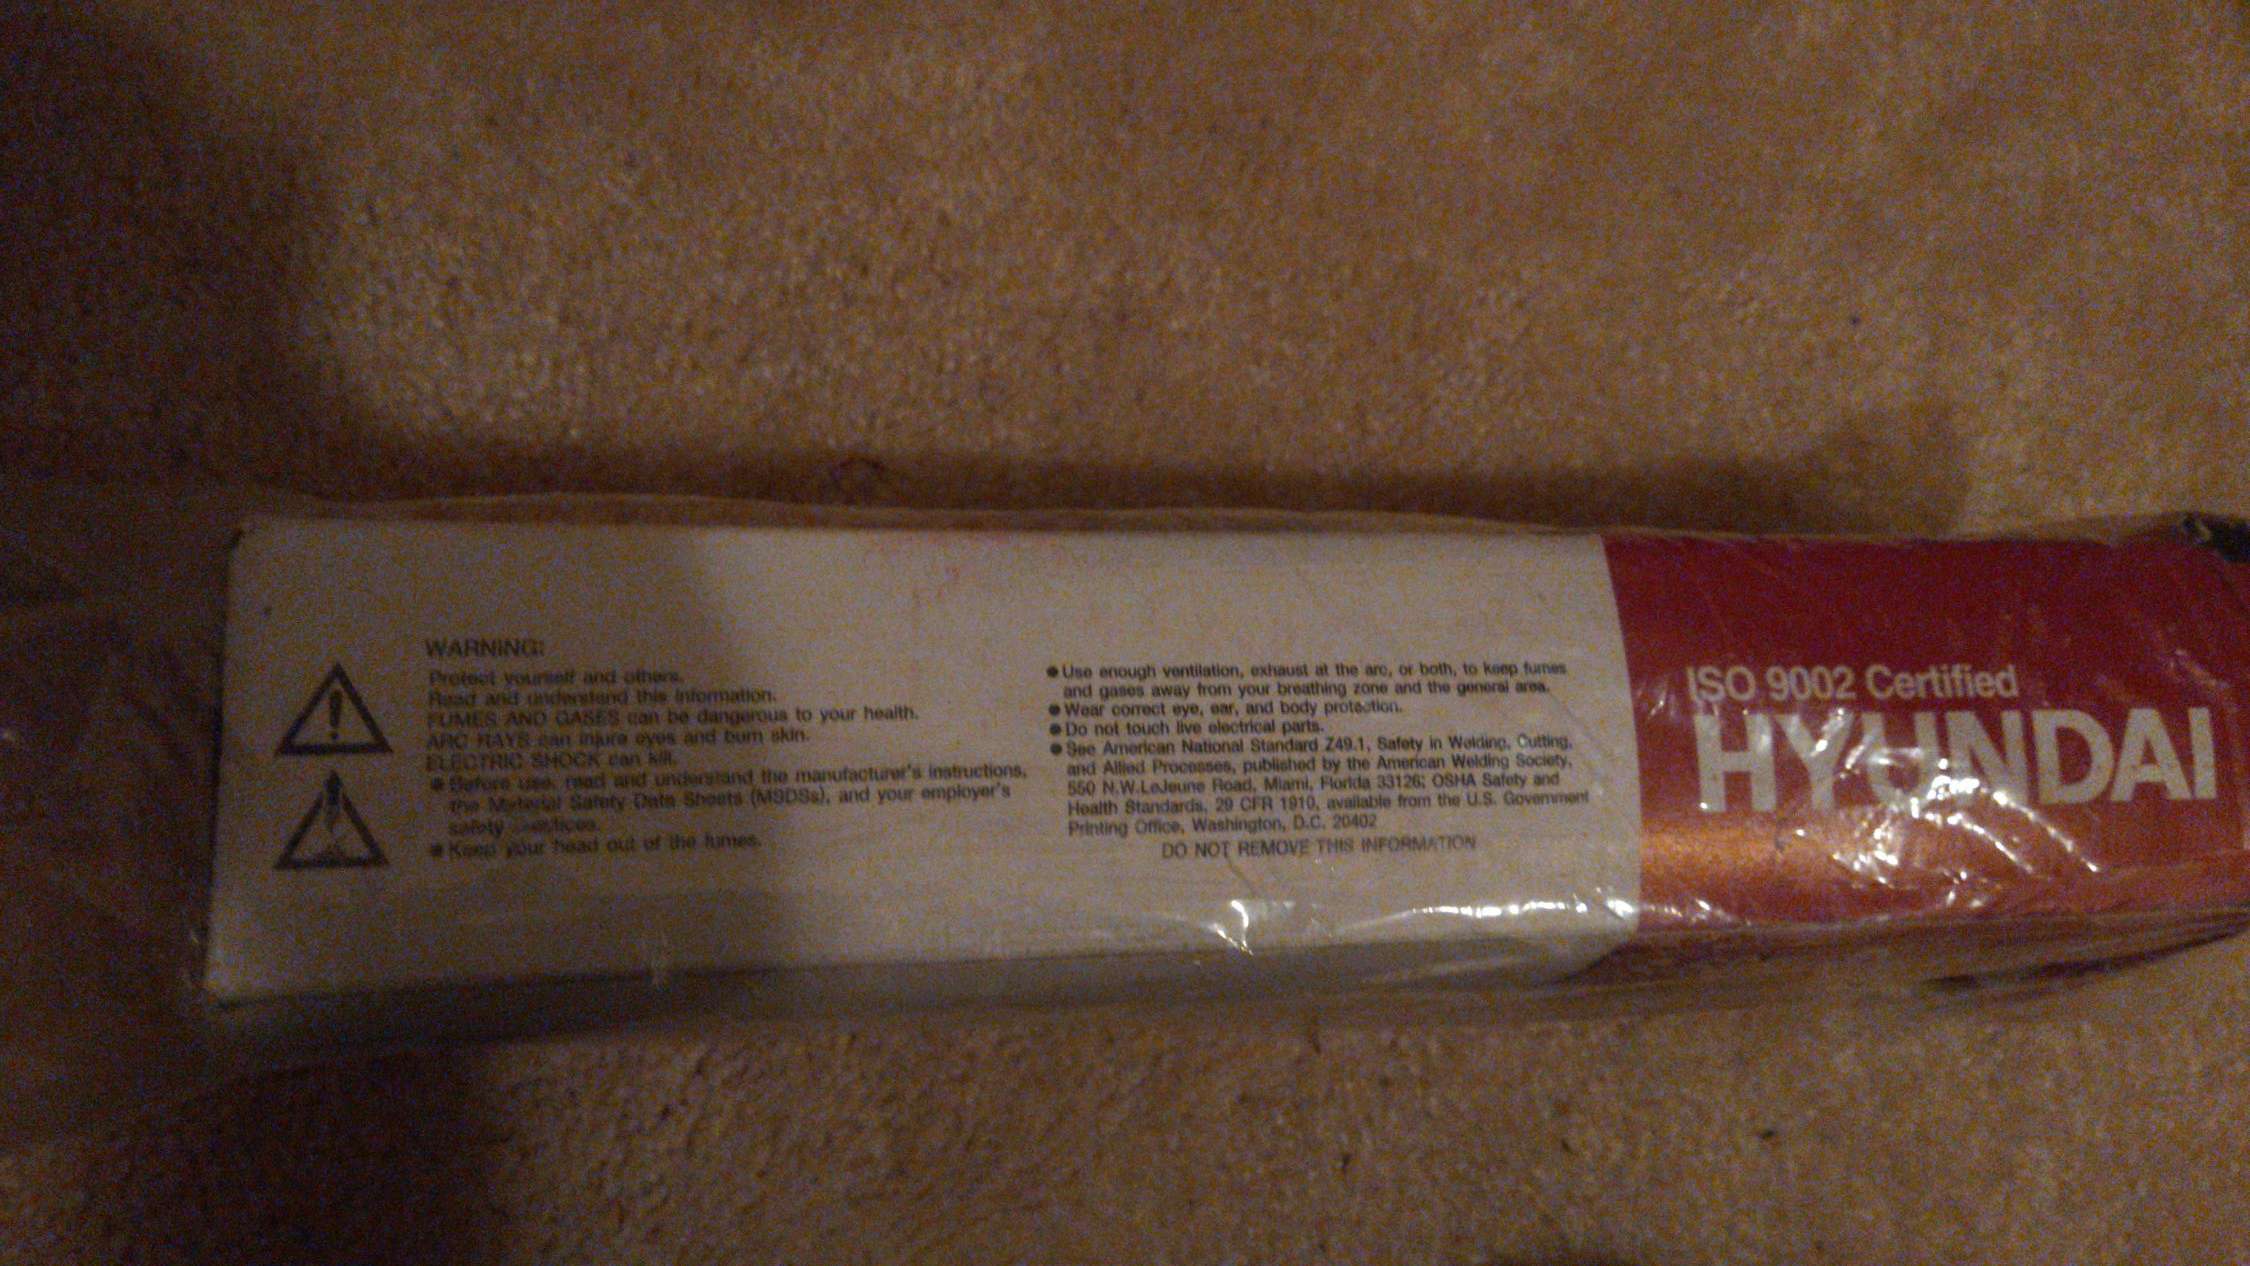 WARNING:
Protect yourself and others.
Read and understand this information.
FUMES AND GASES can be dangerous to your health.
ARC RAYS can injure eyes and burn skin.
ELECTRIC SHOCK can kill.
● Before use, read and understand the manufacturer's instructions,
the Material Safety Data Sheets (MSDSs), and your employer's
safety
● Keep your head out of the fumes.
● Use enough ventilation, exhaust at the arc, or both, to keep fumes
and gases away from your breathing zone and the general area.
● Wear correct eye, ear, and body protection.
● Do not touch live electrical parts.
● See American National Standard Z49.1, Safety in Welding, Cutting,
and Allied Processes, published by the American Welding Society,
550 N.W.LeJeune Road, Miami, Florida 33126; OSHA Safety and
Health Standards, 29 CFR 1910, available from the U.S. Government
Printing Office, Washington, D.C. 20402
DO NOT REMOVE THIS INFORMATION
ISO 9002 Certified
HYUNDAI